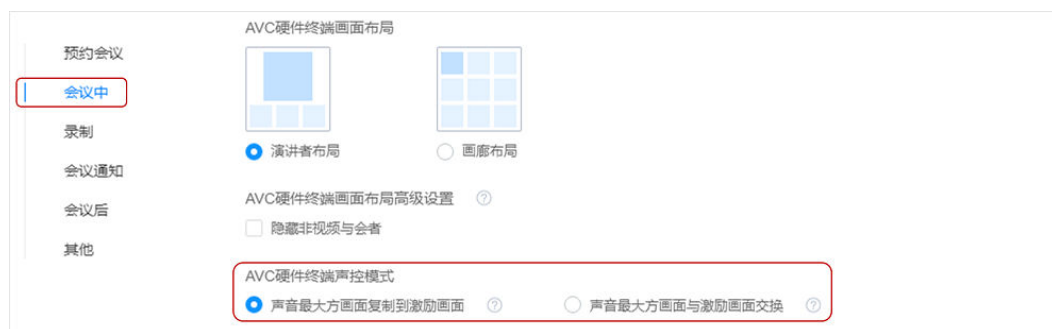 AVC硬件终端画面布局
预约会议
会议中
录制
演讲者布局 画廊布局
会议通知
AVC硬件终端画面布局高级设置 ?
会议后
隐藏非视频与会者
其他
AVC硬件终端声控模式
声音最大方画面复制到激励画面 ? 声音最大方画面与激励画面交换 ?